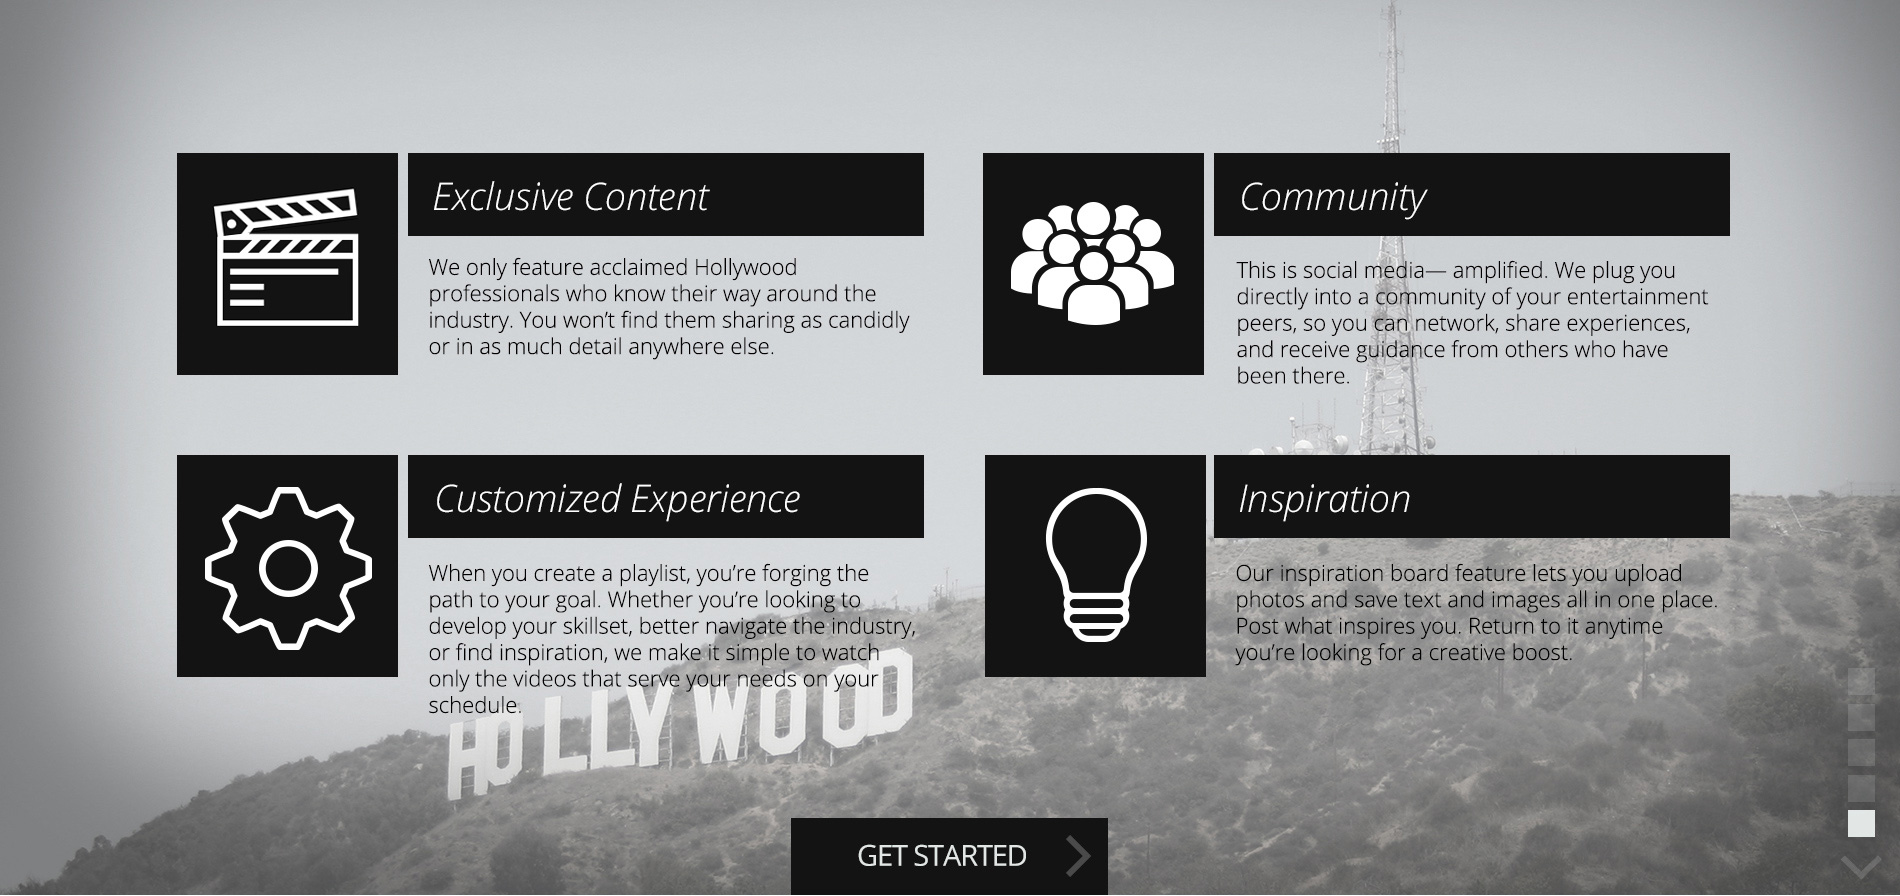 Exclusive Content
We only feature acclaimed Hollywood
professionals who know their way around the
industry. You won’t find them sharing as candidly
or in as much detail anywhere else.
Community
This is social media— amplified. We plug you
directly into a community of your entertainment
peers, so you can network, share experiences,
and receive guidance from others who have
been there.
Customized Experience
When you create a playlist, you’re forging the
path to your goal. Whether you’re looking to
develop your skillset, better navigate the industry,
or find inspiration, we make it simple to watch
only the videos that serve your needs on your
schedule.
Inspiration
Our inspiration board feature lets you upload
photos and save text and images all in one place.
Post what inspires you. Return to it anytime
you’re looking for a creative boost.
HOLLYWOOD
GET STARTED